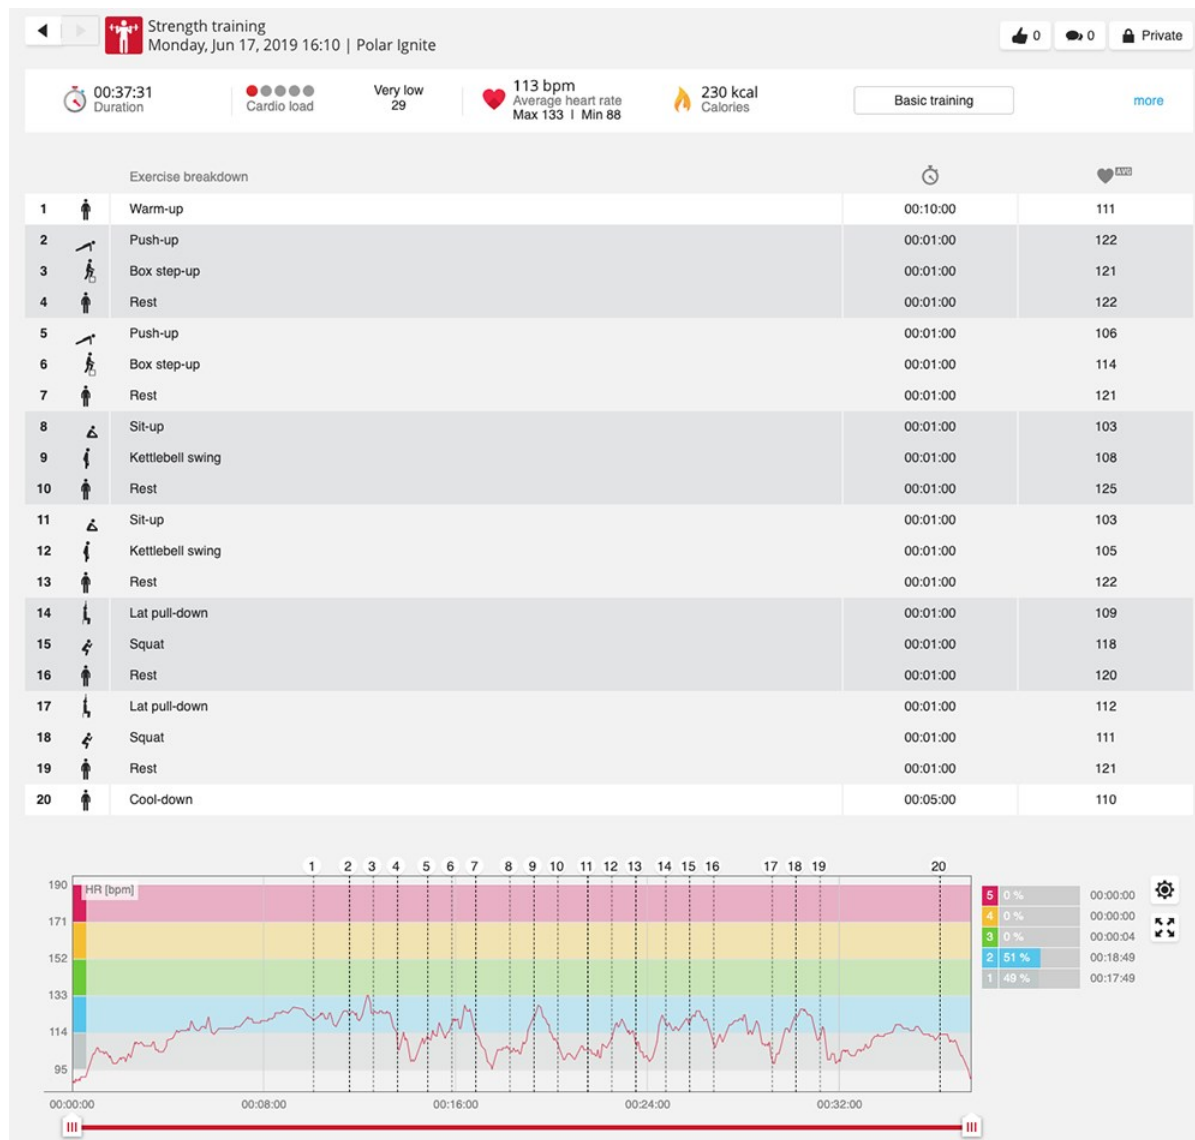 Strength training
Monday, Jun 17, 2019 16:10 | Polar Ignite
0 0 Private
00:37:31 Duration
Cardio load
Very low 29
113 bpm
Average heart rate
Max 133 | Min 88
230 kcal
Calories
Basic training
more
Exercise breakdown AVG
1 Warm-up 00:10:00 111
2 Push-up 00:01:00 122
3 Box step-up 00:01:00 121
4 Rest 00:01:00 122
5 Push-up 00:01:00 106
6 Box step-up 00:01:00 114
7 Rest 00:01:00 121
8 Sit-up 00:01:00 103
9 Kettlebell swing 00:01:00 108
10 Rest 00:01:00 125
11 Sit-up 00:01:00 103
12 Kettlebell swing 00:01:00 105
13 Rest 00:01:00 122
14 Lat pull-down 00:01:00 109
15 Squat 00:01:00 118
16 Rest 00:01:00 120
17 Lat pull-down 00:01:00 112
18 Squat 00:01:00 111
19 Rest 00:01:00 121
20 Cool-down 00:05:00 110
1 2 3 4 5 6 7 8 9 10 11 12 13 14 15 16 17 18 19 20
HR [bpm]
190
171
152
133
114
95
5 0 % 00:00:00
4 0 % 00:00:00
3 0 % 00:00:04
2 51 % 00:18:49
1 49 % 00:17:49
00:00:00 00:08:00 00:16:00 00:24:00 00:32:00